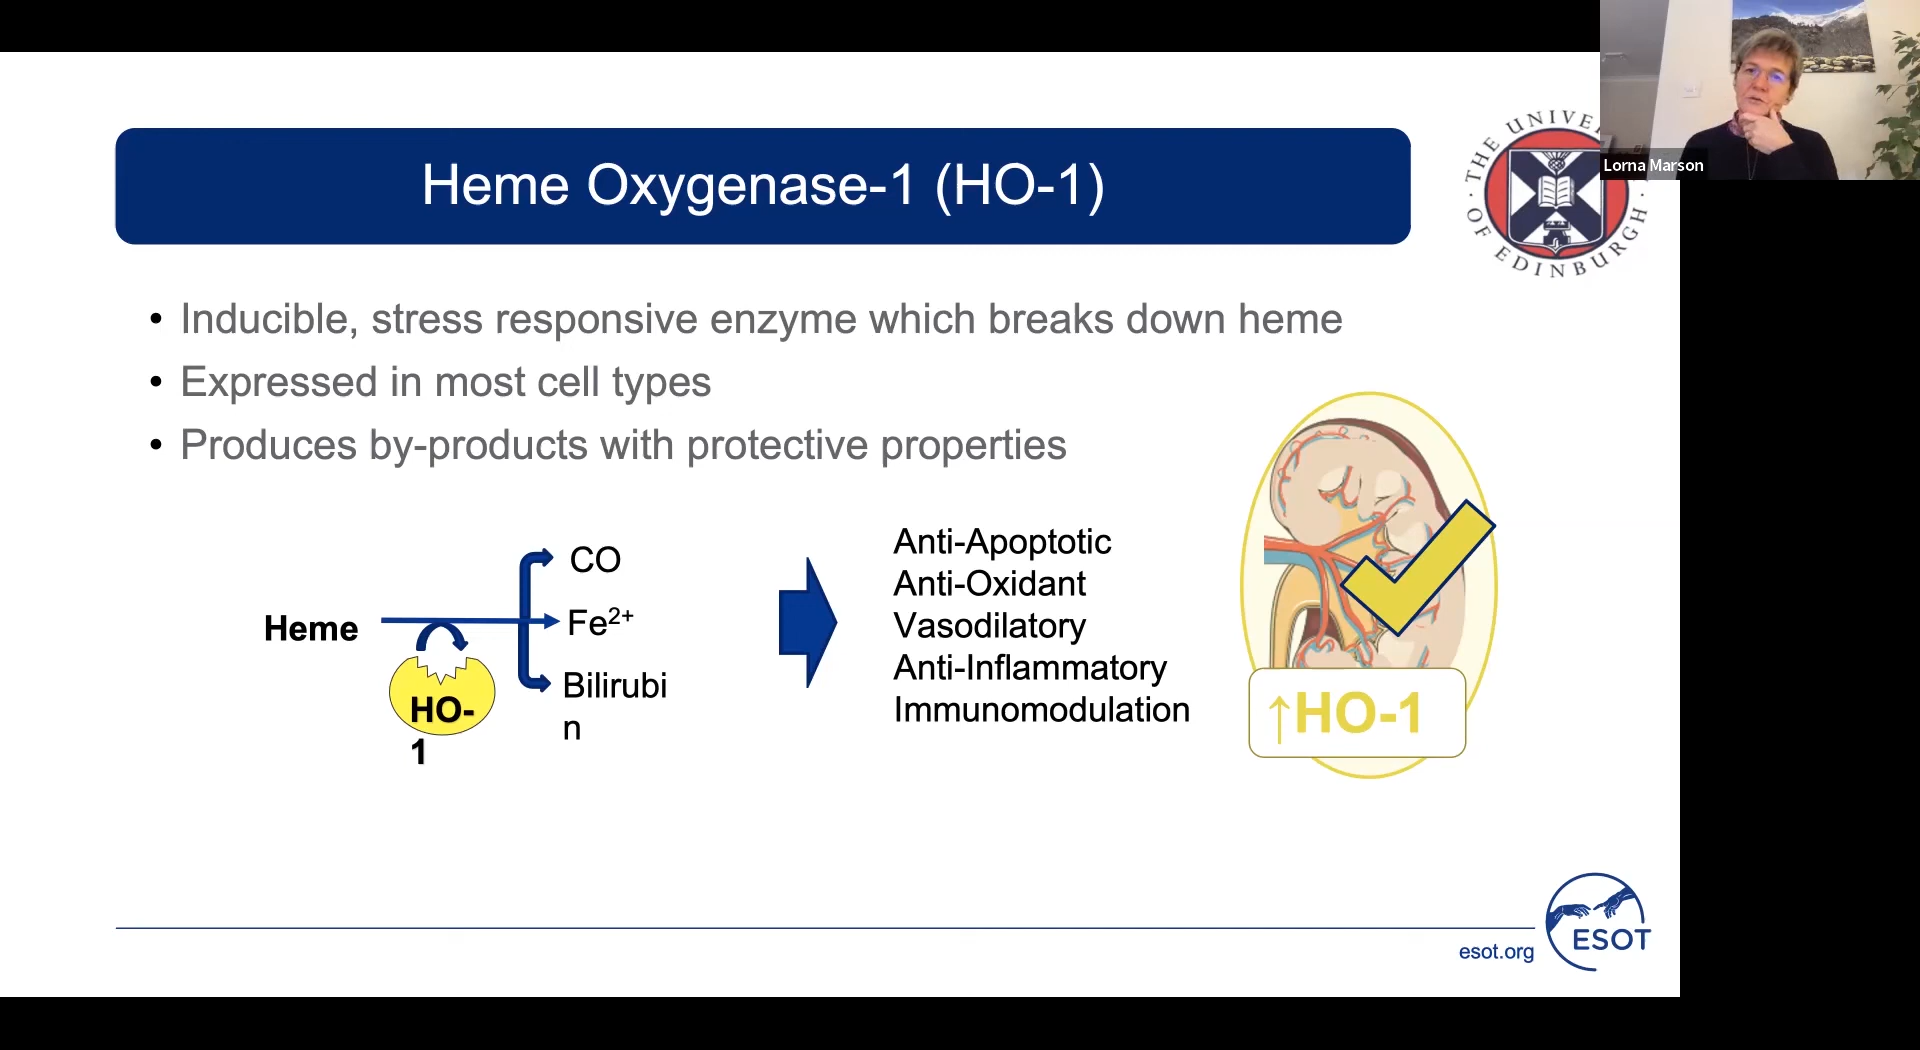 Lorna Marson
THE UNIVE
OF EDINBURGH
Heme Oxygenase-1 (HO-1)
• Inducible, stress responsive enzyme which breaks down heme
• Expressed in most cell types
• Produces by-products with protective properties
Heme
HO-
1
CO
Fe²⁺
Bilirubi
n
Anti-Apoptotic
Anti-Oxidant
Vasodilatory
Anti-Inflammatory
Immunomodulation
↑HO-1
esot.org
ESOT